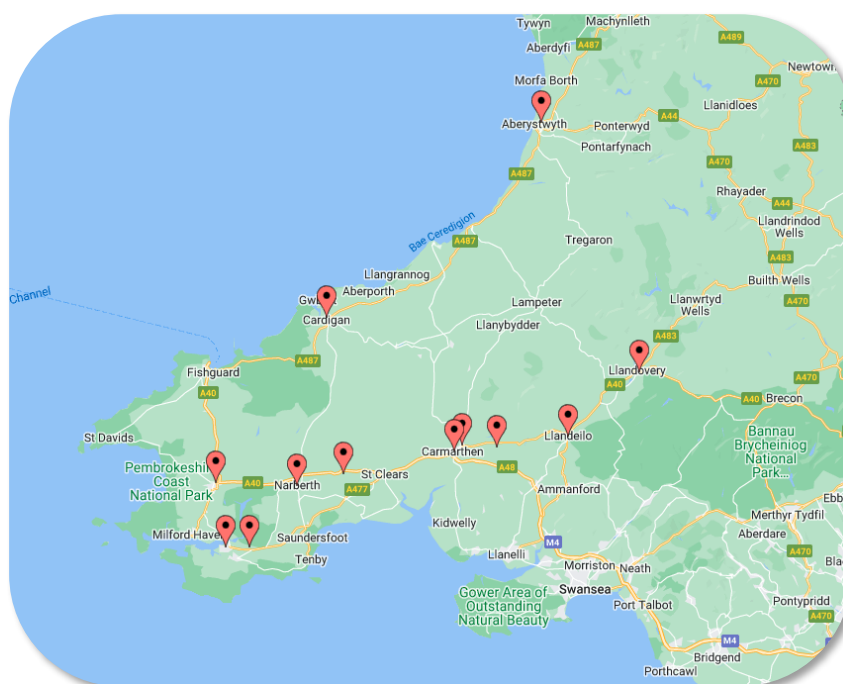 Tywyn
Machynlleth
A489
Aberdyfi
A487
Newtown
A470
Morfa Borth
Llanidloes
Aberystwyth
Ponterwyd
A44
Pontarfynach
A483
A470
A487
Rhayader
A44
Llandrindod
Wells
Bae Ceredigion
A487
Tregaron
A483
Llangrannog
Builth Wells
Channel
Aberporth
Lampeter
Llanwrtyd
Wells
A470
Cardigan
Llanybydder
A483
A487
Fishguard
Llandovery
A470
A40
A40
A40
Brecon
St Davids
Llandeilo
Bannau
Brycheiniog
National
Park...
Carmarthen
Pembrokeshire
Coast
National Park
A40
Narberth
St Clears
A48
A477
Ammanford
Merthyr Tydfil
Ebb
Milford Haven
Saundersfoot
Kidwelly
Aberdare
A470
Tenby
Llanelli
M4
Morriston
Neath
Swansea
Gower Area of
Outstanding
Natural Beauty
Port Talbot
Pontypridd
A470
M4
Bridgend
Porthcawl